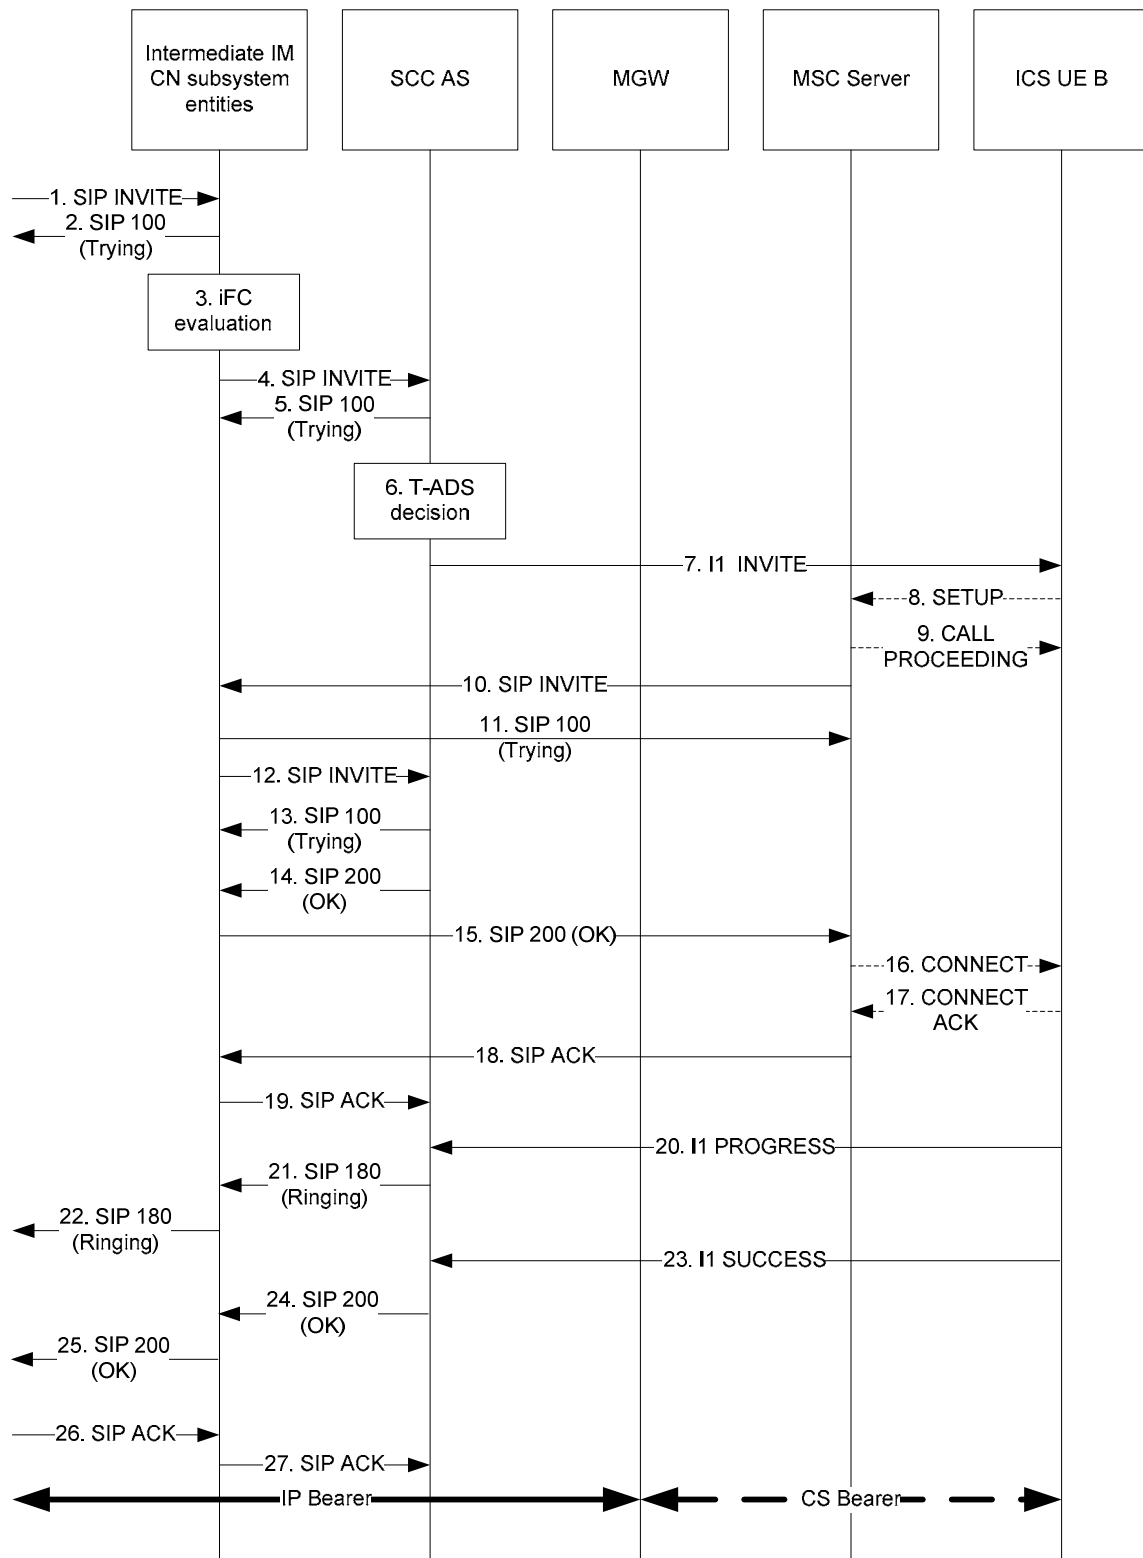 Intermediate IM
CN subsystem
entities
SCC AS
MGW
MSC Server
ICS UE B
1. SIP INVITE
2. SIP 100
(Trying)
3. iFC
evaluation
4. SIP INVITE
5. SIP 100
(Trying)
6. T-ADS
decision
7. I1 INVITE
8. SETUP
9. CALL
PROCEEDING
10. SIP INVITE
11. SIP 100
(Trying)
12. SIP INVITE
13. SIP 100
(Trying)
14. SIP 200
(OK)
15. SIP 200 (OK)
16. CONNECT
17. CONNECT
ACK
18. SIP ACK
19. SIP ACK
20. I1 PROGRESS
21. SIP 180
(Ringing)
22. SIP 180
(Ringing)
23. I1 SUCCESS
24. SIP 200
(OK)
25. SIP 200
(OK)
26. SIP ACK
27. SIP ACK
IP Bearer
CS Bearer